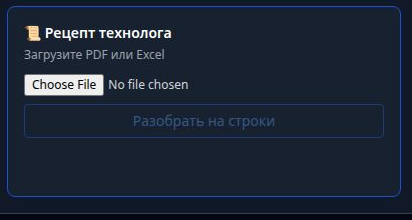 📜 Рецепт технолога
Загрузите PDF или Excel
Choose File No file chosen
Разобрать на строки